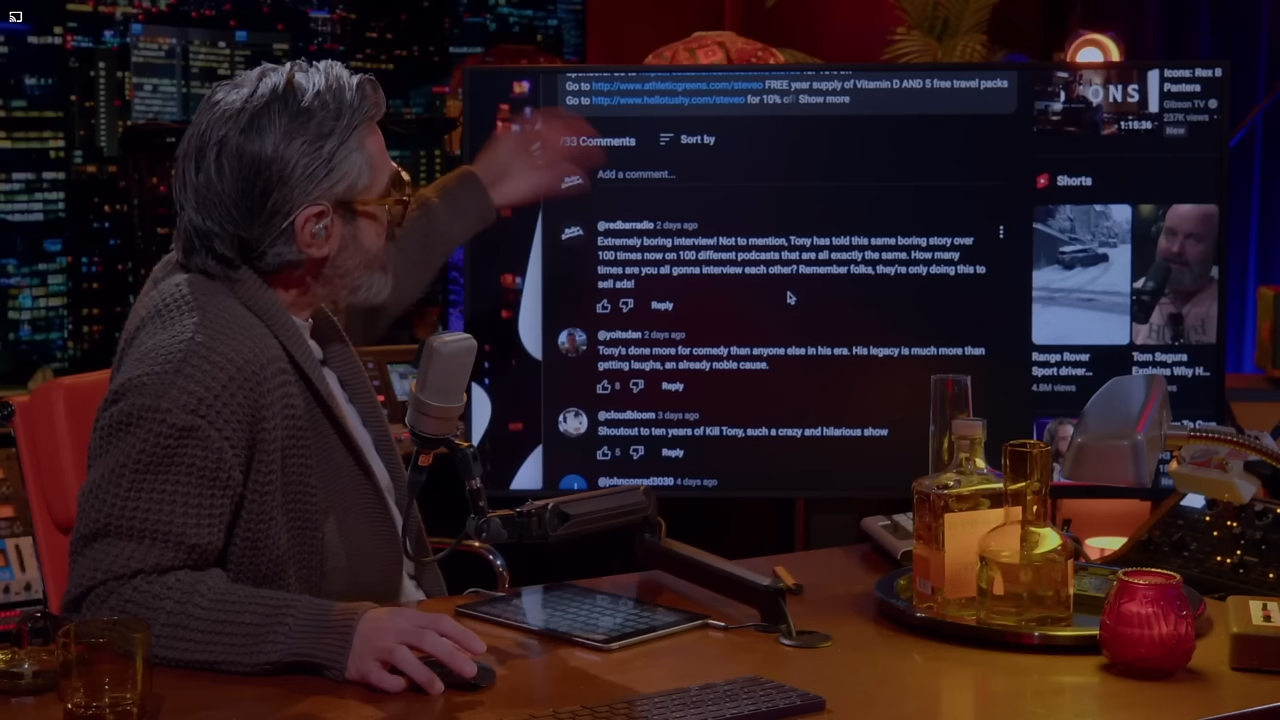 Go to http://www.athleticgreens.com/steveo FREE year supply of Vitamin D AND 5 free travel packs
Go to http://www.hellotushy.com/steveo for 10% off Show more
733 Comments Sort by
Add a comment...
@redbarradio 2 days ago
Extremely boring interview! Not to mention, Tony has told this same boring story over
100 times now on 100 different podcasts that are all exactly the same. How many
times are you all gonna interview each other? Remember folks, they're only doing this to
sell ads!
Reply
@yoitsdan 2 days ago
Tony's done more for comedy than anyone else in his era. His legacy is much more than
getting laughs, an already noble cause.
8 Reply
@cloudbloom 3 days ago
Shoutout to ten years of Kill Tony, such a crazy and hilarious show
5 Reply
@johnconrad3030 4 days ago
ONS
1:15:36
Icons: Rex B
Pantera
Gibson TV
237K views
New
Shorts
Range Rover
Sport driver...
4.8M views
Tom Segura
Explains Why H...